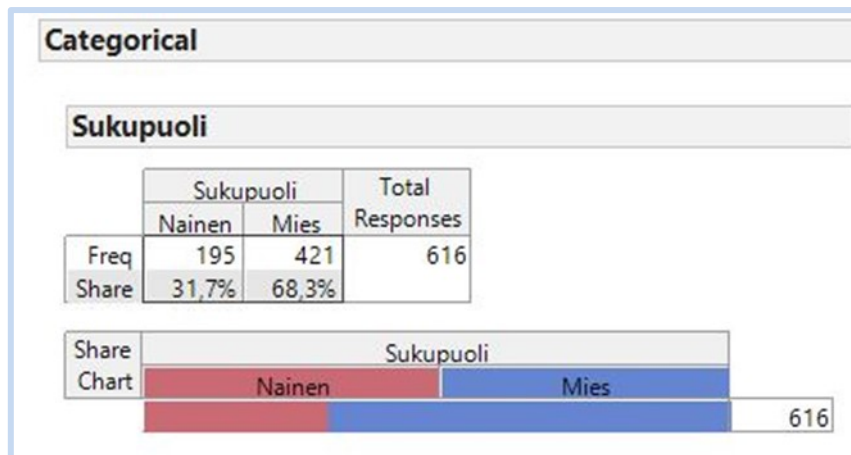 Categorical
Sukupuoli
Sukupuoli Total
Nainen Mies Responses
Freq 195 421 616
Share 31,7% 68,3%
Share Sukupuoli
Chart Nainen Mies
616